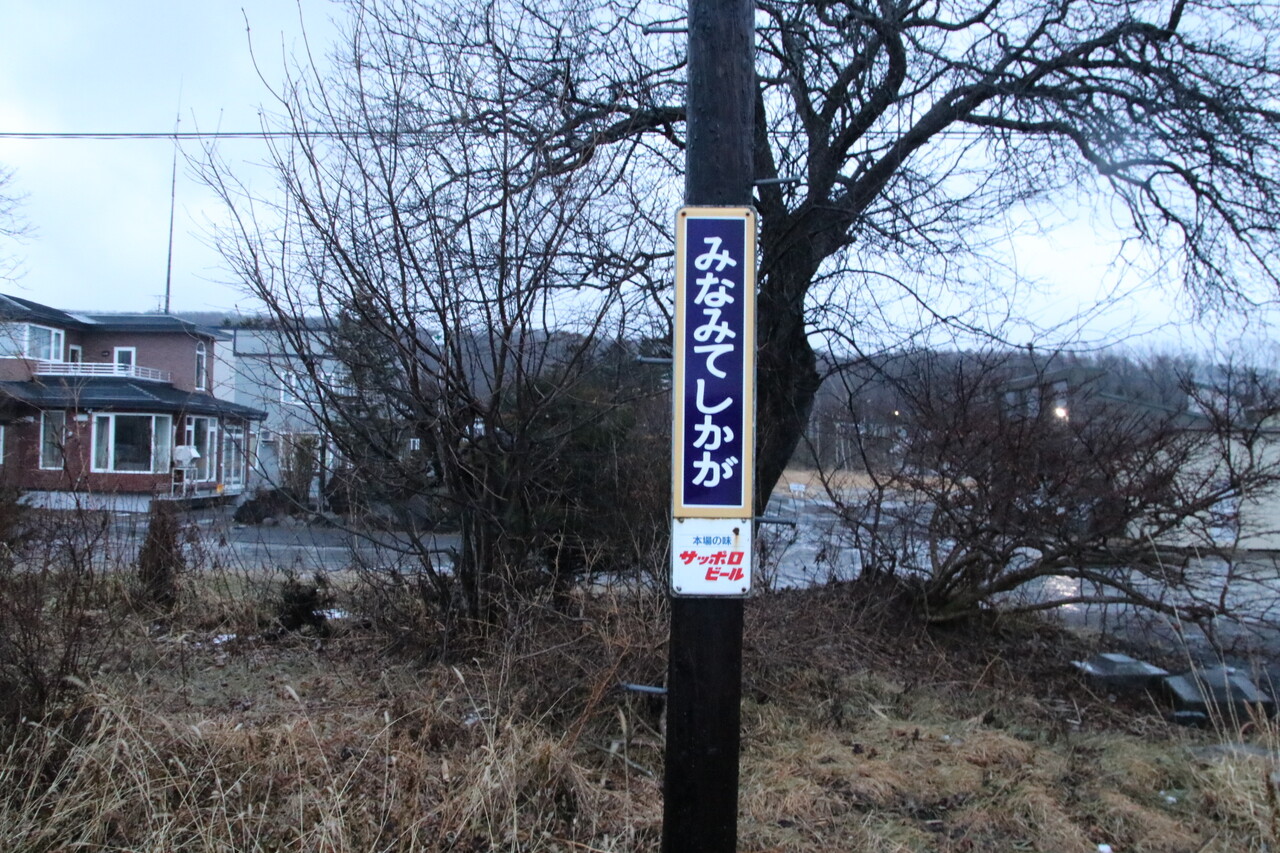 みなみてしかが
本場の味
サッポロ
ビール